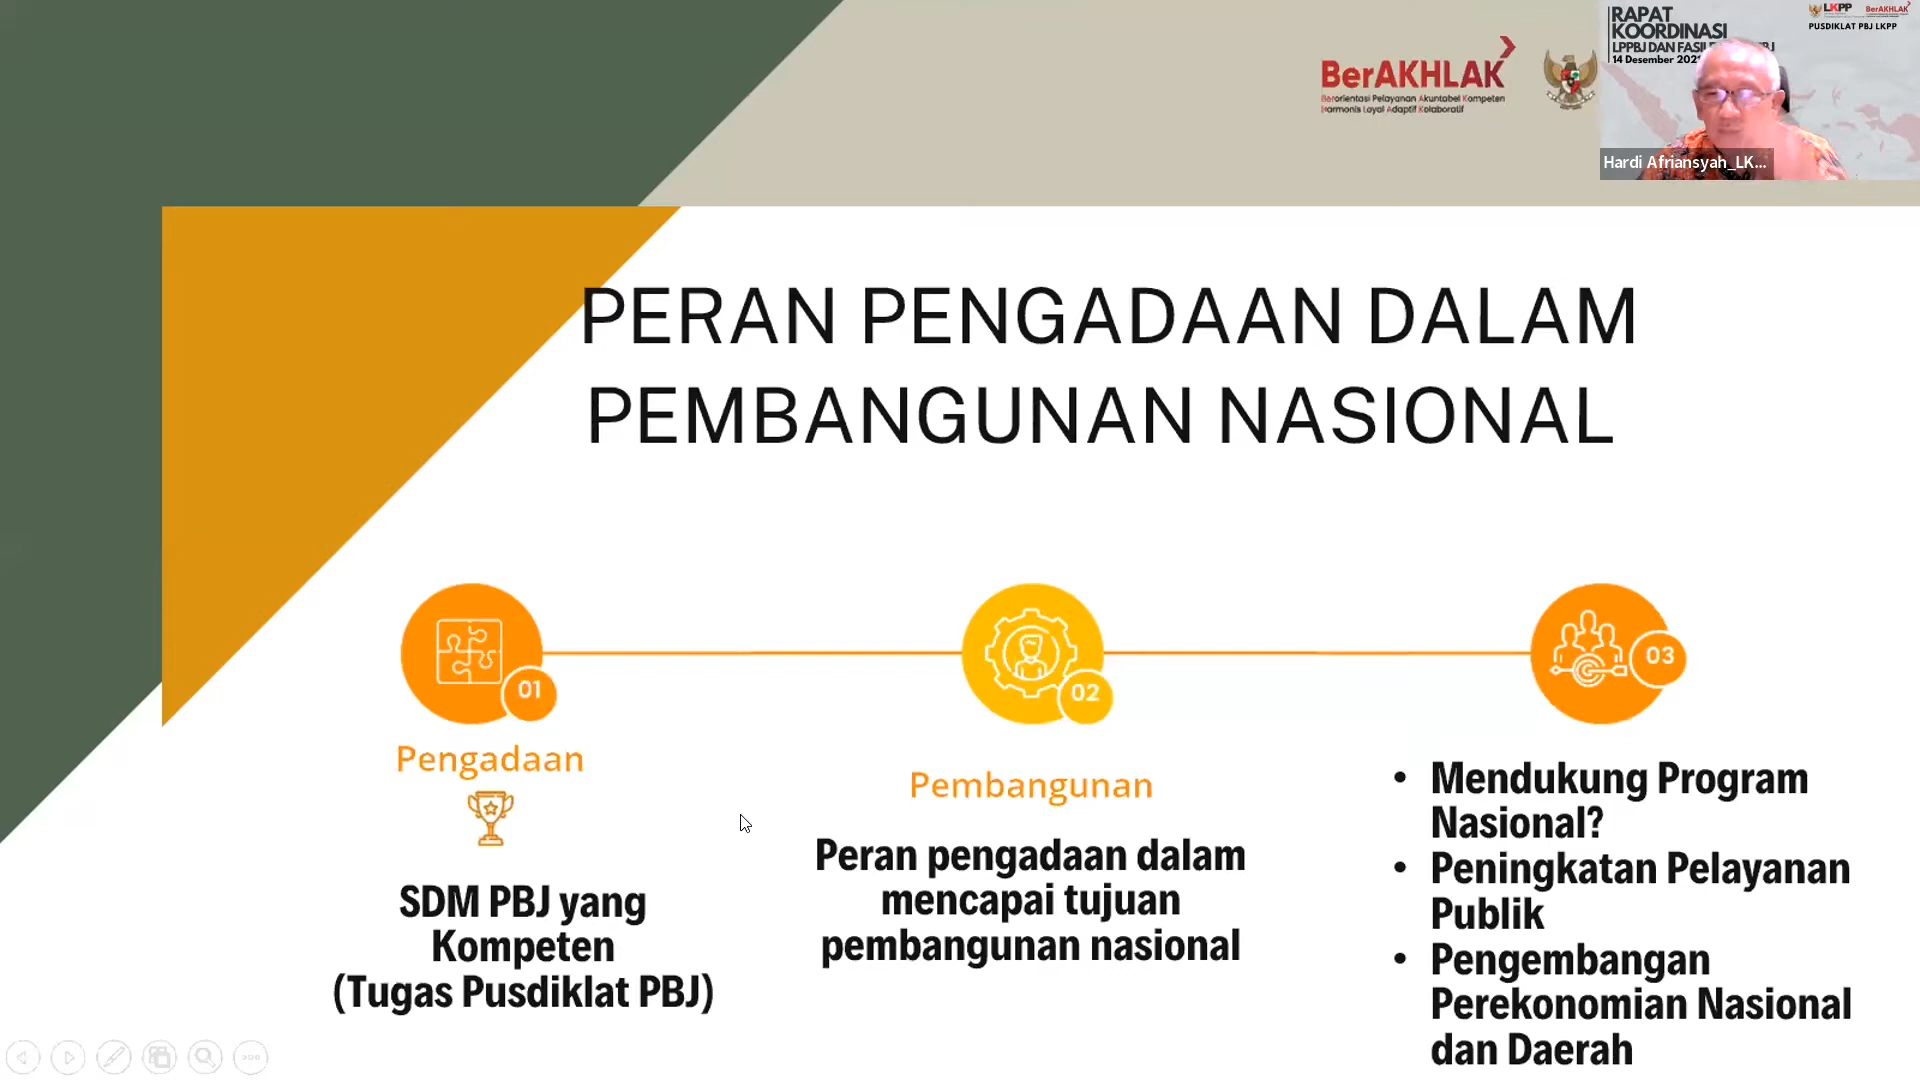 BerAKHLAK
Berorientasi Pelayanan Akuntabel Kompeten
Harmonis Loyal Adaptif Kolaboratif
RAPAT
KOORDINASI
LPPBJ DAN
14 Desember
LKPP
BerAKHLAK
PUSDIKLAT PBJ LKPP
Hardi Afriansyah_LK...
PERAN PENGADAAN DALAM
PEMBANGUNAN NASIONAL
01
Pengadaan
SDM PBJ yang
Kompeten
(Tugas Pusdiklat PBJ)
02
Pembangunan
Peran pengadaan dalam
mencapai tujuan
pembangunan nasional
03
• Mendukung Program
Nasional?
• Peningkatan Pelayanan
Publik
• Pengembangan
Perekonomian Nasional
dan Daerah